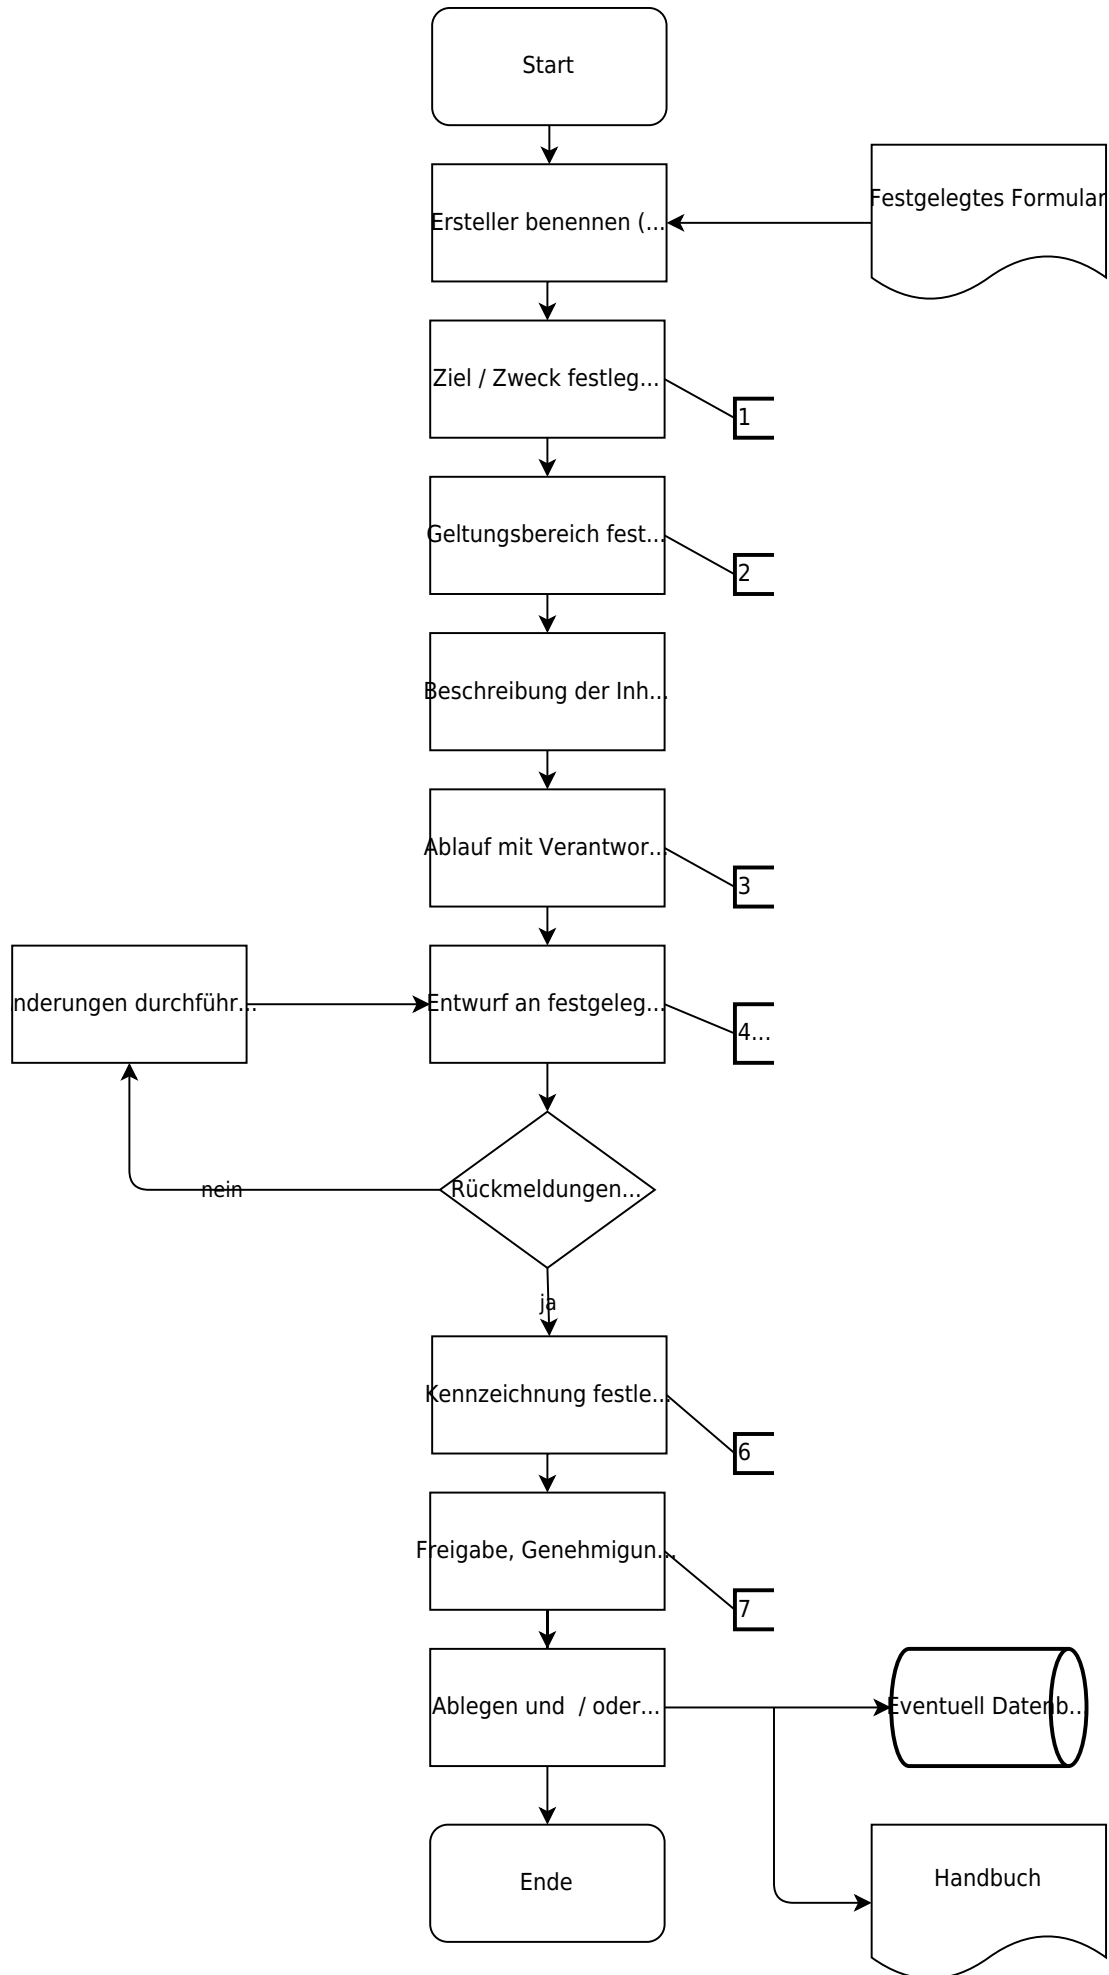 Start
Festgelegtes Formular
Ersteller benennen (...
Ziel / Zweck festleg...
1
Geltungsbereich fest...
2
Beschreibung der Inh...
Ablauf mit Verantwor...
3
nderungen durchführ...
Entwurf an festgeleg...
4...
Rückmeldungen...
nein
ja
Kennzeichnung festle...
6
Freigabe, Genehmigun...
7
Ablegen und  / oder...
Eventuell Datenb...
Handbuch
Ende